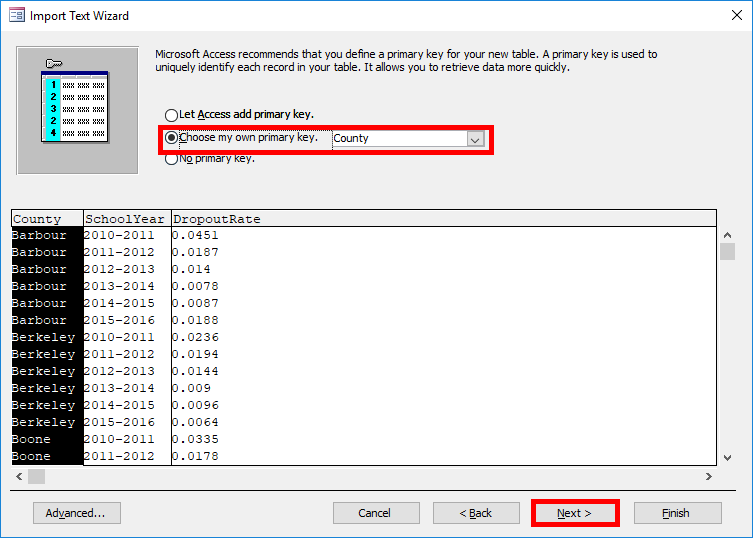 Import Text Wizard
Microsoft Access recommends that you define a primary key for your new table. A primary key is used to
uniquely identify each record in your table. It allows you to retrieve data more quickly.
1 xxx xxx xxx
2 xxx xxx xxx
3 xxx xxx xxx
2 xxx xxx xxx
4 xxx xxx xxx
Let Access add primary key.
Choose my own primary key. County
No primary key.
County SchoolYear DropoutRate
Barbour 2010-2011 0.0451
Barbour 2011-2012 0.0187
Barbour 2012-2013 0.014
Barbour 2013-2014 0.0078
Barbour 2014-2015 0.0087
Barbour 2015-2016 0.0188
Berkeley 2010-2011 0.0236
Berkeley 2011-2012 0.0194
Berkeley 2012-2013 0.0144
Berkeley 2013-2014 0.009
Berkeley 2014-2015 0.0096
Berkeley 2015-2016 0.0064
Boone 2010-2011 0.0335
Boone 2011-2012 0.0178
Advanced... Cancel < Back Next > Finish